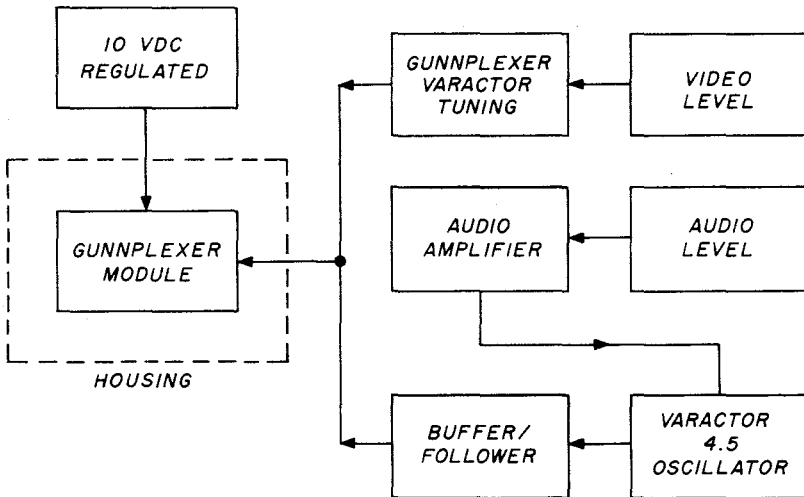 10 VDC
REGULATED
GUNNPLEXER
VARACTOR
TUNING
VIDEO
LEVEL
GUNNPLEXER
MODULE
AUDIO
AMPLIFIER
AUDIO
LEVEL
HOUSING
BUFFER/
FOLLOWER
VARACTOR
4.5
OSCILLATOR